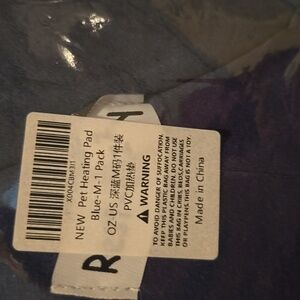 X004C8M3I1
NEW Pet Heating Pad
Blue-M-1 Pack
OZ US 深蓝M码1件装
PVC加热垫
WARNING
TO AVOID DANGER OF SUFFOCATION,
KEEP THIS PLASTIC BAG AWAY FROM
BABIES AND CHILDREN. DO NOT USE
THIS BAG IN CRIBS, BEDS, CARRIAGES
OR PLAYPENS. THIS BAG IS NOT A TOY.
Made in China
R